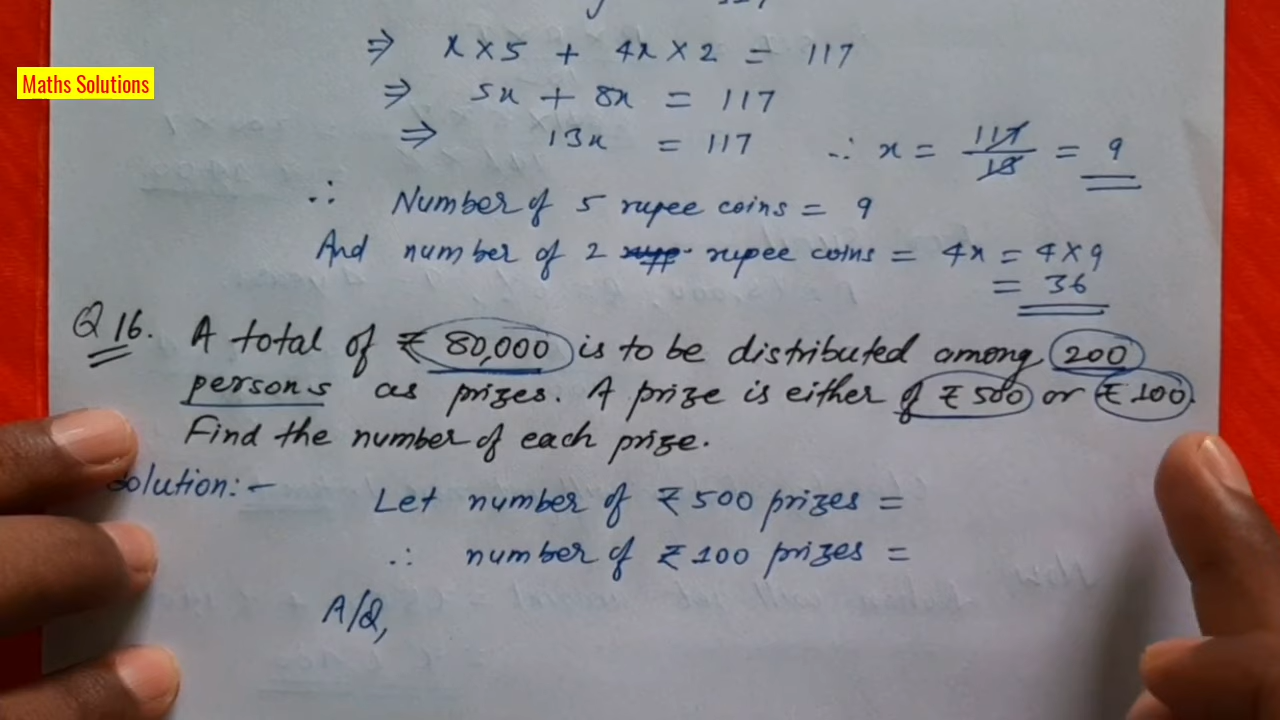 ⇒ x × 5 + 4x × 2 = 117
Maths Solutions
⇒ 5x + 8x = 117
⇒ 13x = 117 ∴ x = 117/13 = 9
∴ Number of 5 rupee coins = 9
And number of 2 rupee coins = 4x = 4 × 9
= 36
Q 16. A total of ₹ 80,000 is to be distributed among 200
persons as prizes. A prize is either of ₹ 500 or ₹ 100.
Find the number of each prize.
Solution:-
Let number of ₹ 500 prizes =
∴ number of ₹ 100 prizes =
A/Q,